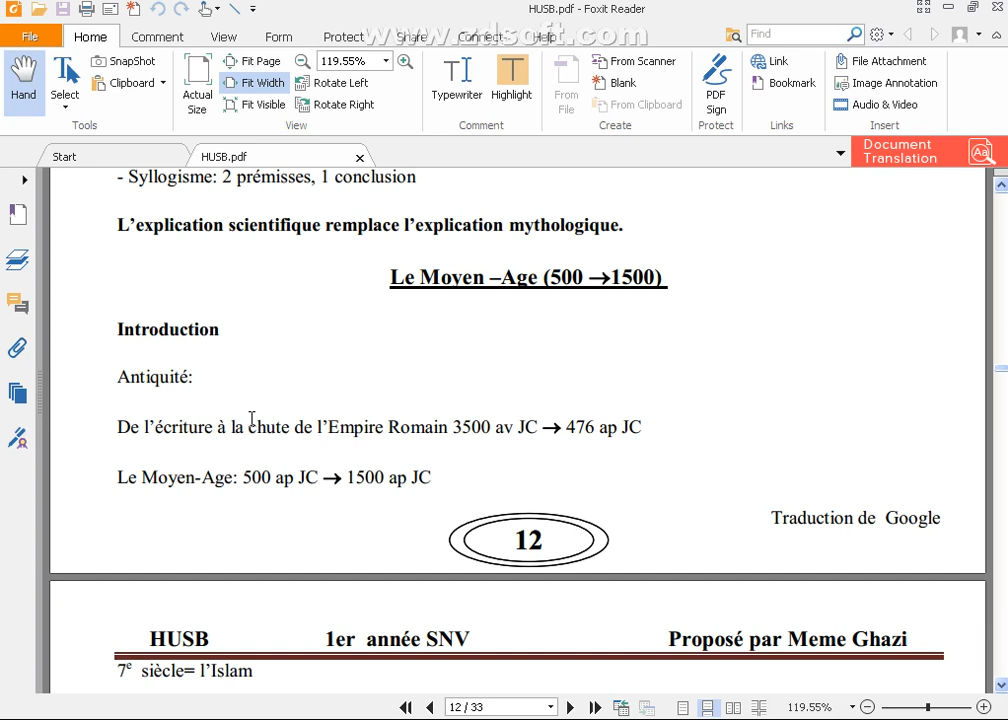 HUSB.pdf - Foxit Reader
File Home Comment View Form Protect Share Connect Help Find
www.zdsoft.com
Hand
Select
SnapShot
Clipboard
Tools
Actual Size
Fit Page
Fit Width
Fit Visible
119.55%
Rotate Left
Rotate Right
View
Typewriter
Highlight
Comment
From File
From Scanner
Blank
From Clipboard
Create
PDF Sign
Protect
Link
Bookmark
Links
File Attachment
Image Annotation
Audio & Video
Insert
Start
HUSB.pdf
Document Translation
- Syllogisme: 2 prémisses, 1 conclusion
L’explication scientifique remplace l’explication mythologique.
Le Moyen –Age (500 →1500)
Introduction
Antiquité:
De l’écriture à la chute de l’Empire Romain 3500 av JC → 476 ap JC
Le Moyen-Age: 500 ap JC → 1500 ap JC
Traduction de Google
12
HUSB 1er année SNV Proposé par Meme Ghazi
7e siècle= l’Islam
12 / 33
119.55%